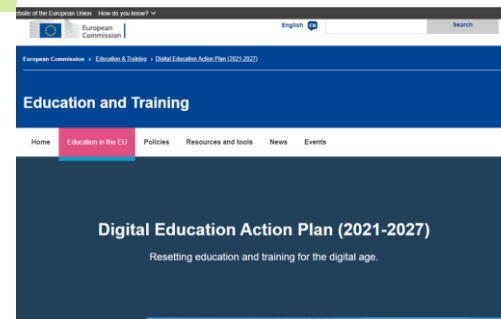 ebsite of the European Union How do you know?
European
Commission
English EN
Search
European Commission > Education & Training > Digital Education Action Plan (2021-2027)
Education and Training
Home Education in the EU Policies Resources and tools News Events
Digital Education Action Plan (2021-2027)
Resetting education and training for the digital age.